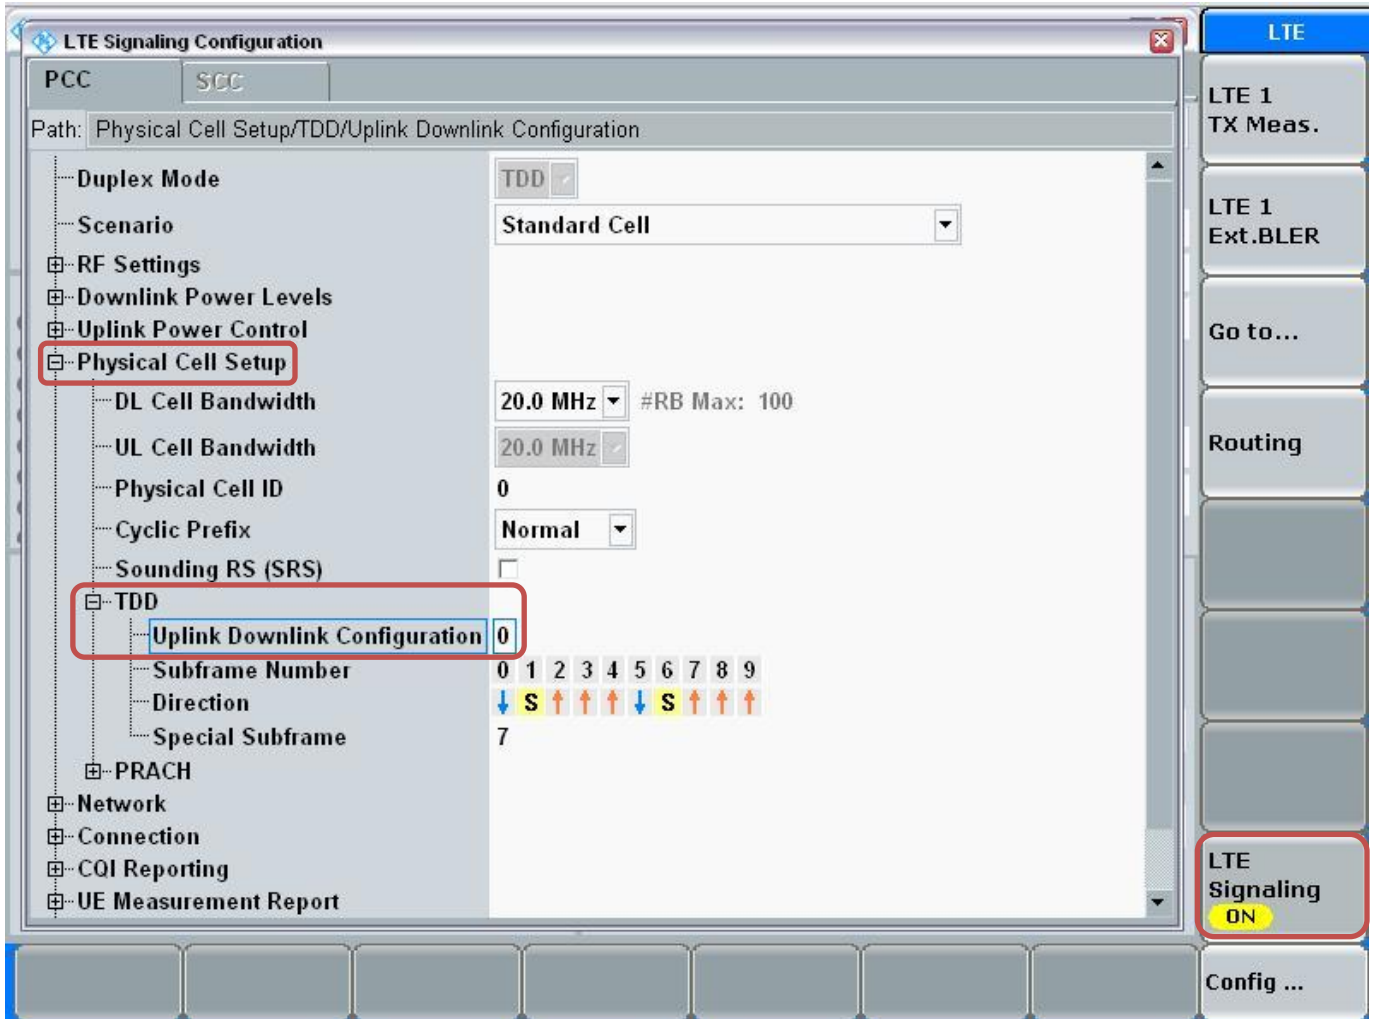 LTE Signaling Configuration
LTE
PCC
SCC
Path: Physical Cell Setup/TDD/Uplink Downlink Configuration
Duplex Mode TDD
Scenario Standard Cell
RF Settings
Downlink Power Levels
Uplink Power Control
Physical Cell Setup
DL Cell Bandwidth 20.0 MHz #RB Max: 100
UL Cell Bandwidth 20.0 MHz
Physical Cell ID 0
Cyclic Prefix Normal
Sounding RS (SRS)
TDD
Uplink Downlink Configuration 0
Subframe Number 0 1 2 3 4 5 6 7 8 9
Direction ↓ S ↑ ↑ ↑ ↓ S ↑ ↑ ↑
Special Subframe 7
PRACH
Network
Connection
CQI Reporting
UE Measurement Report
LTE 1
TX Meas.
LTE 1
Ext.BLER
Go to...
Routing
LTE
Signaling
ON
Config ...